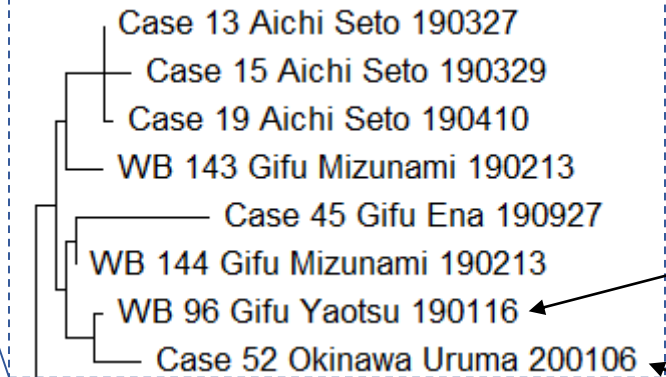 Case 13 Aichi Seto 190327
Case 15 Aichi Seto 190329
Case 19 Aichi Seto 190410
WB 143 Gifu Mizunami 190213
Case 45 Gifu Ena 190927
WB 144 Gifu Mizunami 190213
WB 96 Gifu Yaotsu 190116
Case 52 Okinawa Uruma 200106